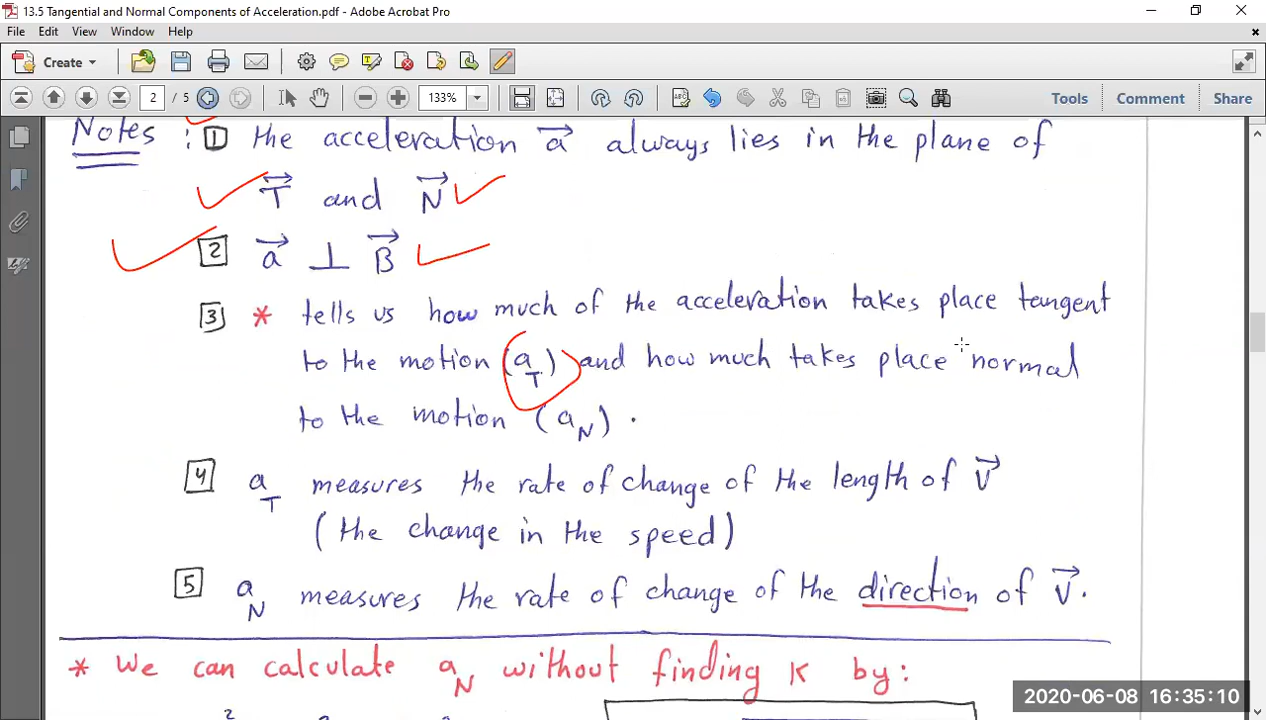 13.5 Tangential and Normal Components of Acceleration.pdf - Adobe Acrobat Pro
File Edit View Window Help
Create
2 / 5 133% Tools Comment Share
Notes : 1 the acceleration a always lies in the plane of
T and N
2 a ⊥ B
3 * tells us how much of the acceleration takes place tangent
to the motion (a_T) and how much takes place normal
to the motion (a_N).
4 a_T measures the rate of change of the length of v
(the change in the speed)
5 a_N measures the rate of change of the direction of v.
* We can calculate a_N without finding K by:
2020-06-08 16:35:10